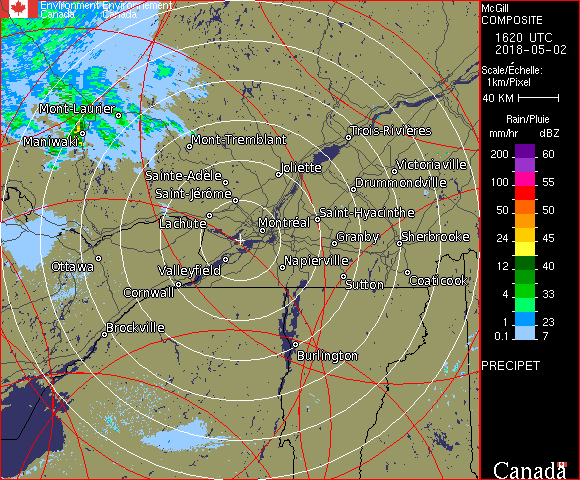 Environment Environnement
Canada Canada
McGill
COMPOSITE
1620 UTC
2018-05-02
Scale/Échelle:
1km/Pixel
40 KM
Rain/Pluie
mm/hr dBZ
200 60
150 57
100 55
50 50
24 45
12 40
4 33
1 23
0.1 7
PRECIPET
Canada
Mont-Laurier
Maniwaki
Mont-Tremblant
Trois-Rivières
Sainte-Adèle
Joliette
Victoriaville
Saint-Jérôme
Drummondville
Lachute
Montréal
Saint-Hyacinthe
Granby
Sherbrooke
Ottawa
Valleyfield
Napierville
Cornwall
Sutton
Coaticook
Brockville
Burlington